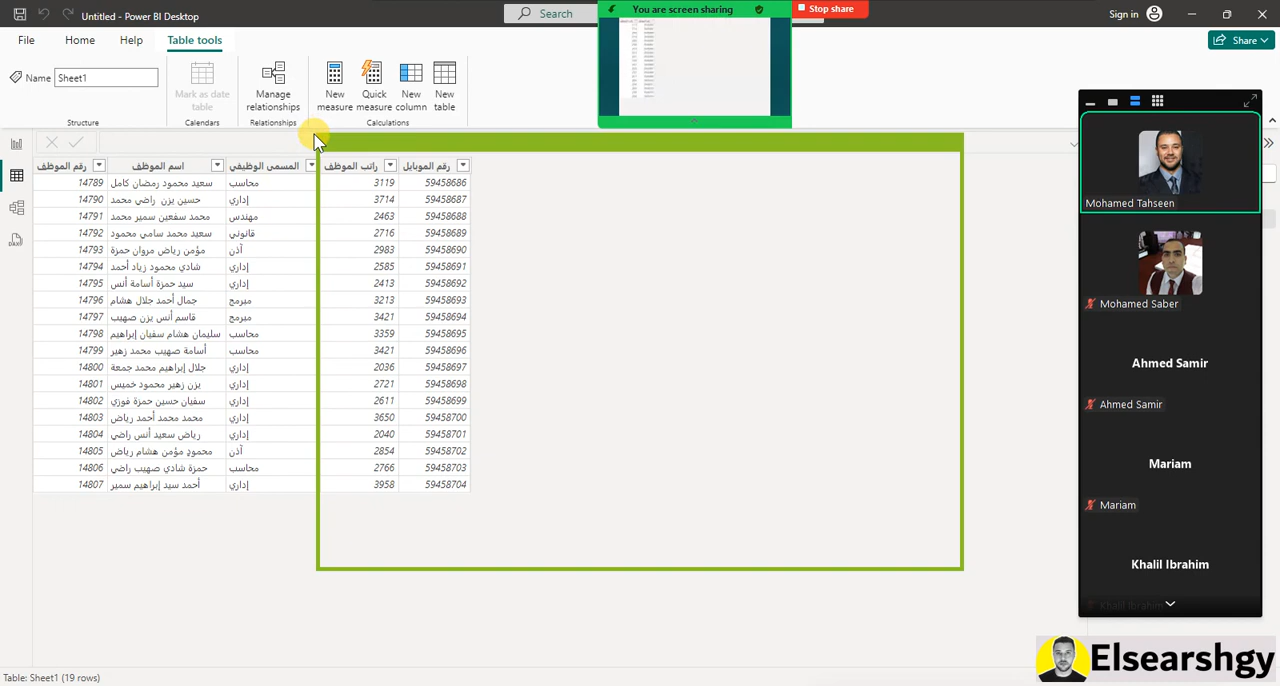 Untitled - Power BI Desktop
Search
You are screen sharing
Stop share
Sign in
File
Home
Help
Table tools
Share
Name
Sheet1
Mark as date table
Manage relationships
New measure
Quick measure
New column
New table
Structure
Calendars
Relationships
Calculations
رقم الموظف اسم الموظف المسمى الوظيفي راتب الموظف رقم الموبايل
14789 سعيد محمود رمضان كامل محاسب 3119 59458686
14790 حسين يزن راضي محمد إداري 3714 59458687
14791 محمد سفعين سمير محمد مهندس 2463 59458688
14792 سعيد محمد سامي محمود قانوني 2716 59458689
14793 مؤمن رياض مروان حمزة آذن 2983 59458690
14794 شادي محمود زياد أحمد إداري 2585 59458691
14795 سيد حمزة أسامة أنس إداري 2413 59458692
14796 جمال أحمد جلال هشام مبرمج 3213 59458693
14797 قاسم أنس يزن صهيب مبرمج 3421 59458694
14798 سليمان هشام سفيان إبراهيم محاسب 3359 59458695
14799 أسامة صهيب محمد زهير محاسب 3421 59458696
14800 جلال إبراهيم محمد جمعة إداري 2036 59458697
14801 يزن زهير محمود خميس إداري 2721 59458698
14802 سفيان حسين حمزة فوزي إداري 2611 59458699
14803 محمد محمد أحمد رياض إداري 3650 59458700
14804 رياض سعيد أنس راضي إداري 2040 59458701
14805 محمود مؤمن هشام رياض آذن 2854 59458702
14806 حمزة شادي صهيب راضي محاسب 2766 59458703
14807 أحمد سيد إبراهيم سمير إداري 3958 59458704
Mohamed Tahseen
Mohamed Saber
Ahmed Samir
Ahmed Samir
Mariam
Mariam
Khalil Ibrahim
Khalil Ibrahim
Elsearshgy
Table: Sheet1 (19 rows)